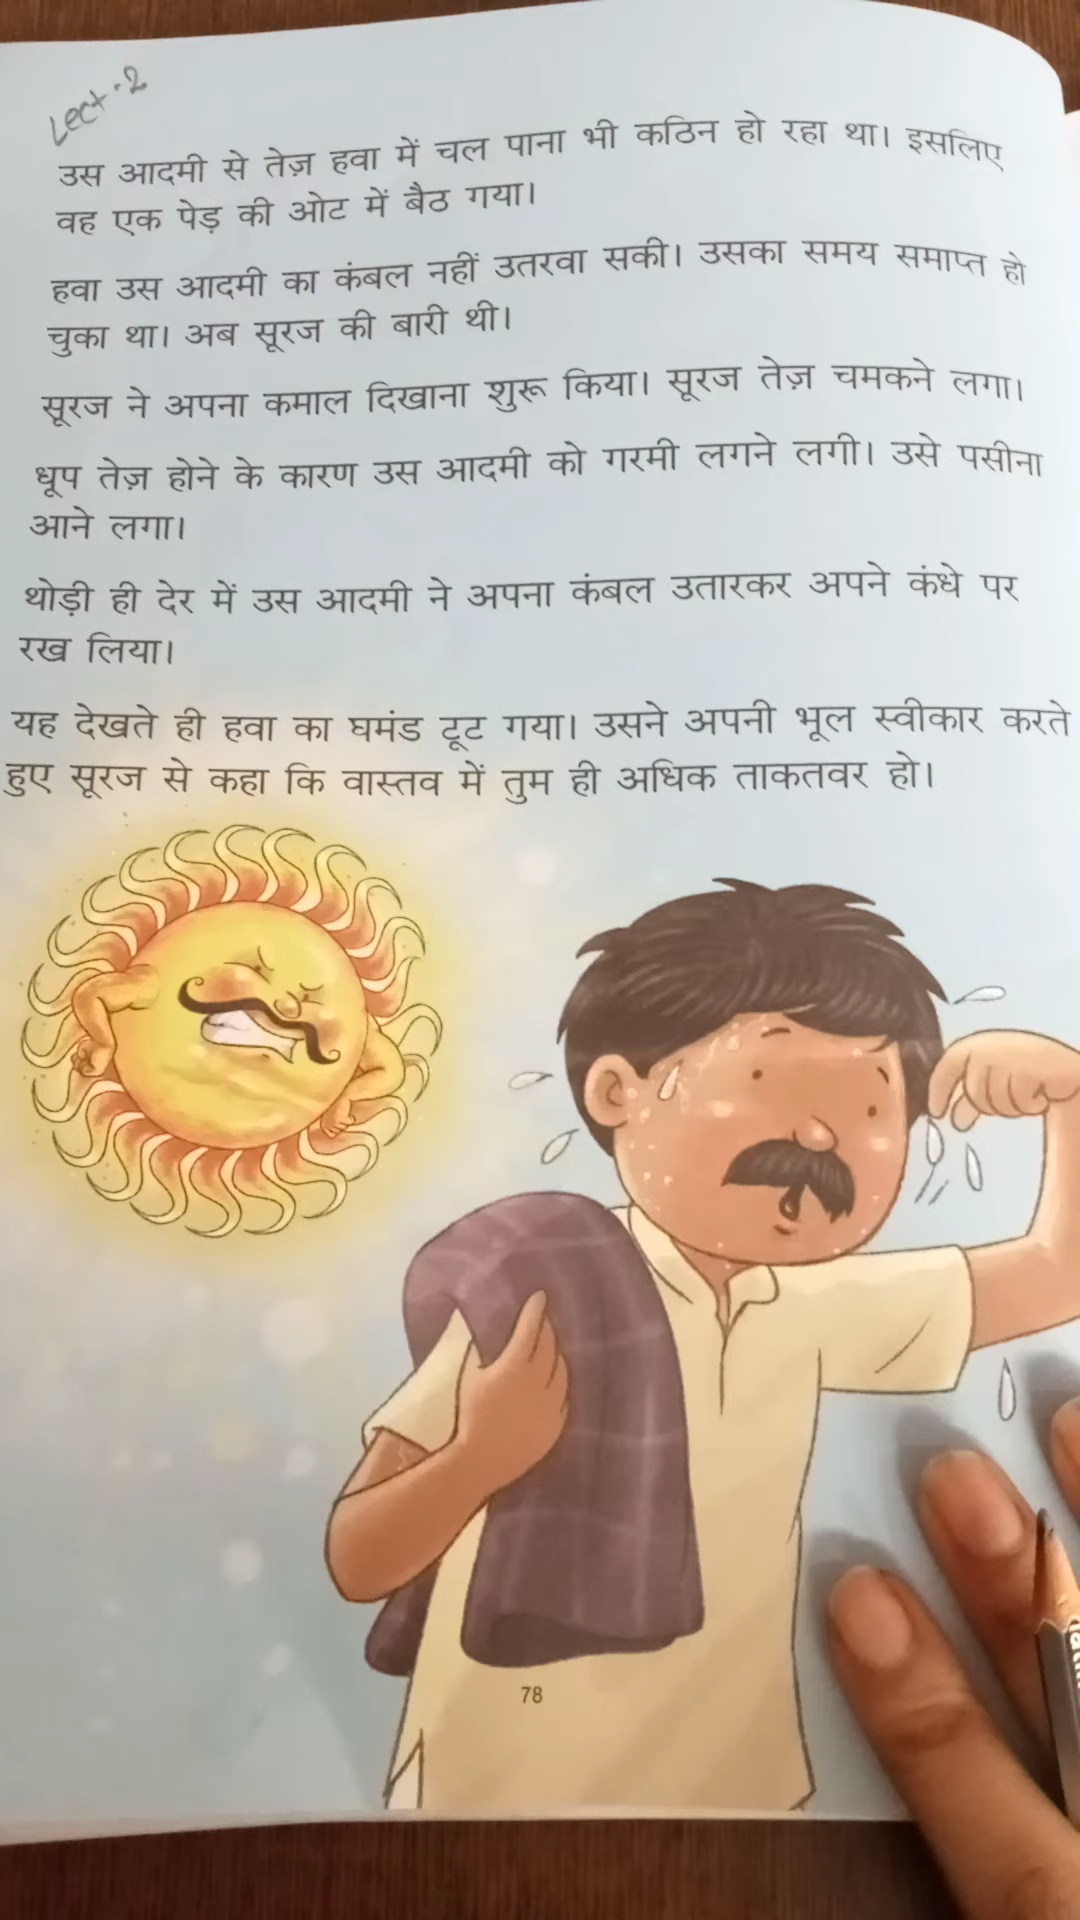 Lect-2
उस आदमी से तेज़ हवा में चल पाना भी कठिन हो रहा था। इसलिए
वह एक पेड़ की ओट में बैठ गया।
हवा उस आदमी का कंबल नहीं उतरवा सकी। उसका समय समाप्त हो
चुका था। अब सूरज की बारी थी।
सूरज ने अपना कमाल दिखाना शुरू किया। सूरज तेज़ चमकने लगा।
धूप तेज़ होने के कारण उस आदमी को गरमी लगने लगी। उसे पसीना
आने लगा।
थोड़ी ही देर में उस आदमी ने अपना कंबल उतारकर अपने कंधे पर
रख लिया।
यह देखते ही हवा का घमंड टूट गया। उसने अपनी भूल स्वीकार करते
हुए सूरज से कहा कि वास्तव में तुम ही अधिक ताकतवर हो।
78